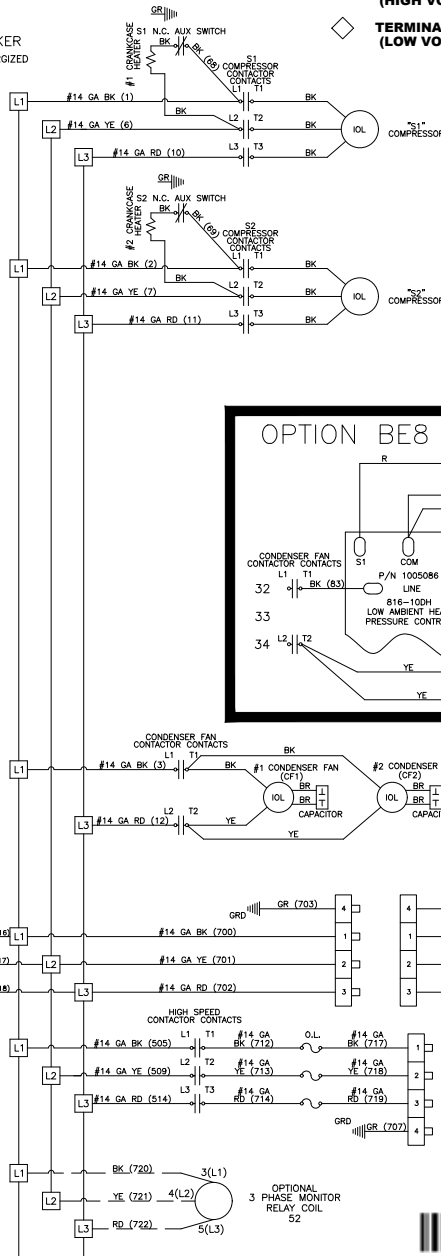 (HIGH VO
TERMINA
(LOW VO
KER
RGIZED
GR
S1 N.C. AUX SWITCH
BK
BK (68)
#1 CRANKCASE
HEATER
S1
COMPRESSOR
CONTACTOR
CONTACTS
L1 T1
L1
#14 GA BK (1)
BK
BK
L2
#14 GA YE (6)
L2 T2
BK
IOL
"S1"
COMPRESSOR
L3
#14 GA RD (10)
L3 T3
BK
GR
S2 N.C. AUX SWITCH
BK
BK (69)
#2 CRANKCASE
HEATER
S2
COMPRESSOR
CONTACTOR
CONTACTS
L1 T1
L1
#14 GA BK (2)
BK
BK
L2
#14 GA YE (7)
L2 T2
BK
IOL
"S2"
COMPRESSOR
L3
#14 GA RD (11)
L3 T3
BK
OPTION BE8
R
S1
COM
CONDENSER FAN
CONTACTOR CONTACTS
L1 T1
32
BK (83)
P/N 1005086
LINE
816-10DH
LOW AMBIENT HEA
PRESSURE CONTR
33
34
L2 T2
YE
YE
CONDENSER FAN
CONTACTOR CONTACTS
L1 T1
BK
L1
#14 GA BK (3)
BK
#1 CONDENSER FAN
(CF1)
#2 CONDENSER
(CF2)
IOL
BR
BR
CAPACITOR
IOL
BR
BR
CAPACI
L3
#14 GA RD (12)
L2 T2
YE
YE
GRD
GR (703)
4
4
16)
L1
#14 GA BK (700)
1
1
17)
L2
#14 GA YE (701)
2
2
18)
L3
#14 GA RD (702)
3
3
HIGH SPEED
CONTACTOR CONTACTS
L1
#14 GA BK (505)
L1 T1
#14 GA
BK (712)
O.L.
#14 GA
BK (717)
1
L2
#14 GA YE (509)
L2 T2
#14 GA
YE (713)
#14 GA
YE (718)
2
L3
#14 GA RD (514)
L3 T3
#14 GA
RD (714)
#14 GA
RD (719)
3
GRD
GR (707)
4
L1
BK (720)
3(L1)
L2
YE (721)
4(L2)
OPTIONAL
3 PHASE MONITOR
RELAY COIL
52
L3
RD (722)
5(L3)